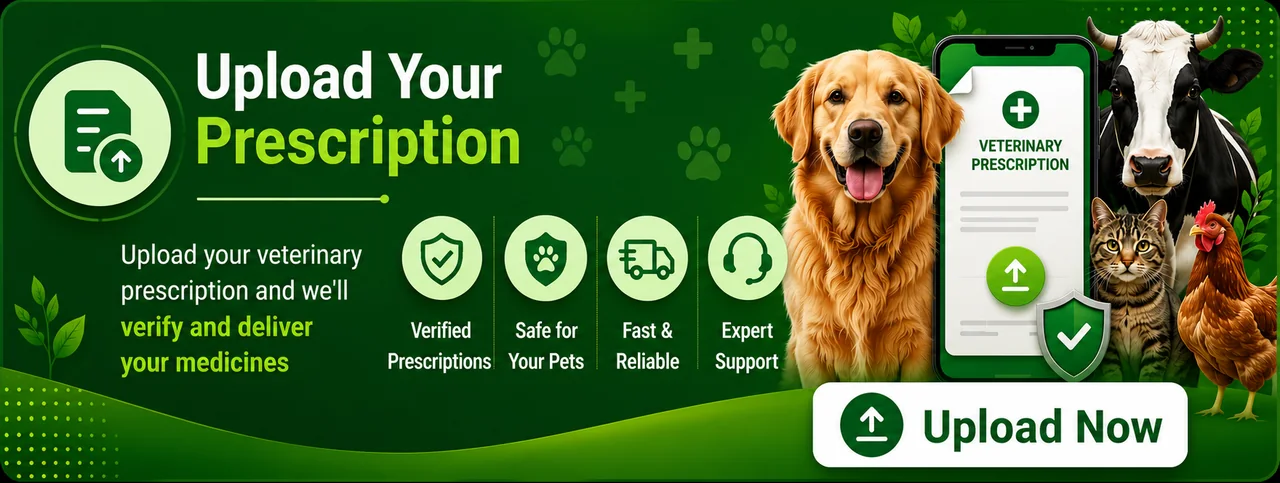 Upload Your
Prescription
Upload your veterinary
prescription and we'll
verify and deliver
your medicines
Verified
Prescriptions
Safe for
Your Pets
Fast &
Reliable
Expert
Support
VETERINARY
PRESCRIPTION
Upload Now